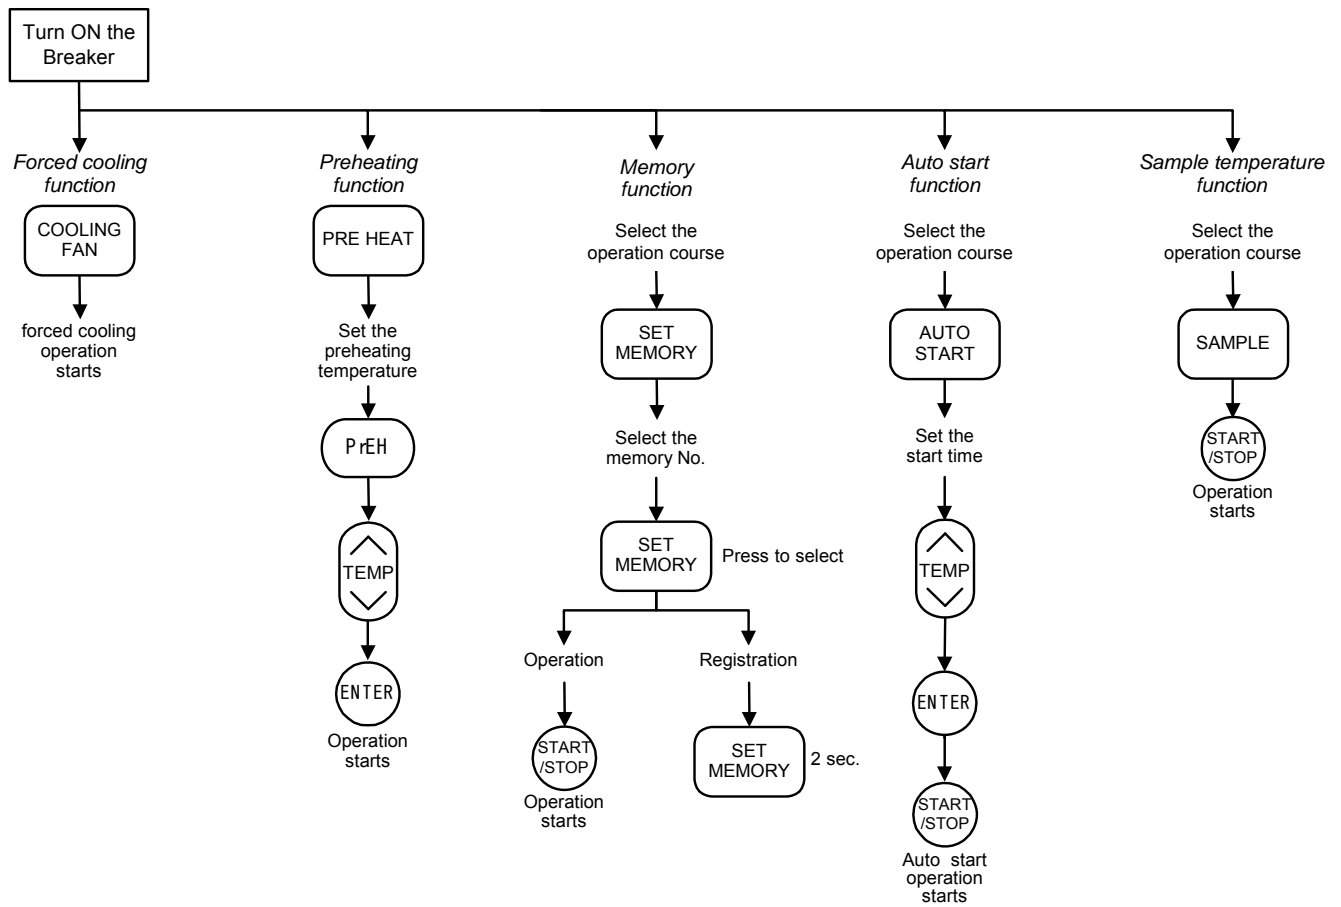 Turn ON the
Breaker
Forced cooling
function
COOLING
FAN
forced cooling
operation
starts
Preheating
function
PRE HEAT
Set the
preheating
temperature
PrEH
TEMP
ENTER
Operation
starts
Memory
function
Select the
operation course
SET
MEMORY
Select the
memory No.
SET
MEMORY
Press to select
Operation
START
/STOP
Operation
starts
Registration
SET
MEMORY
2 sec.
Auto start
function
Select the
operation course
AUTO
START
Set the
start time
TEMP
ENTER
START
/STOP
Auto start
operation
starts
Sample temperature
function
Select the
operation course
SAMPLE
START
/STOP
Operation
starts